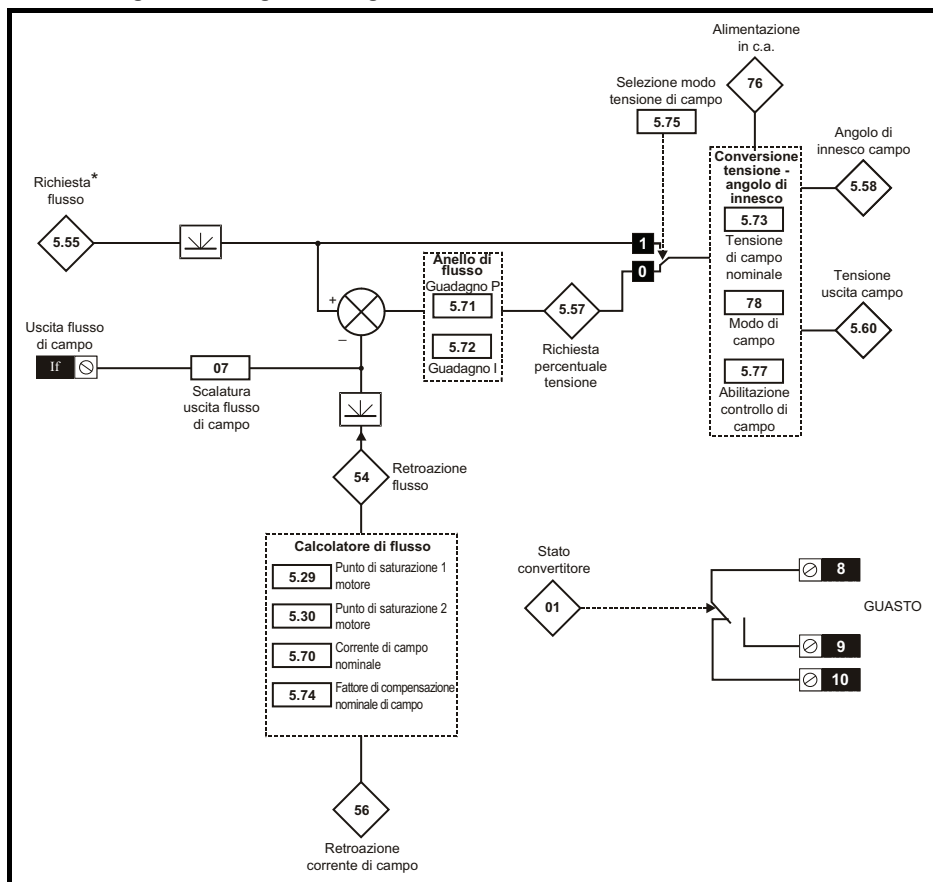 Alimentazione
in c.a.
76
Selezione modo
tensione di campo
5.75
Angolo di
innesco campo
5.58
Conversione
tensione -
angolo di
innesco
5.73
Tensione
di campo
nominale
78
Modo di
campo
5.77
Abilitazione
controllo di
campo
Tensione
uscita campo
5.60
Richiesta*
flusso
5.55
1
0
Anello di
flusso
Guadagno P
5.71
5.72
Guadagno I
5.57
Richiesta
percentuale
tensione
+
–
Uscita flusso
di campo
If
07
Scalatura
uscita flusso
di campo
54
Retroazione
flusso
Calcolatore di flusso
5.29 Punto di saturazione 1
motore
5.30 Punto di saturazione 2
motore
5.70 Corrente di campo
nominale
5.74 Fattore di compensazione
nominale di campo
56
Retroazione
corrente di campo
Stato
convertitore
01
8
GUASTO
9
10